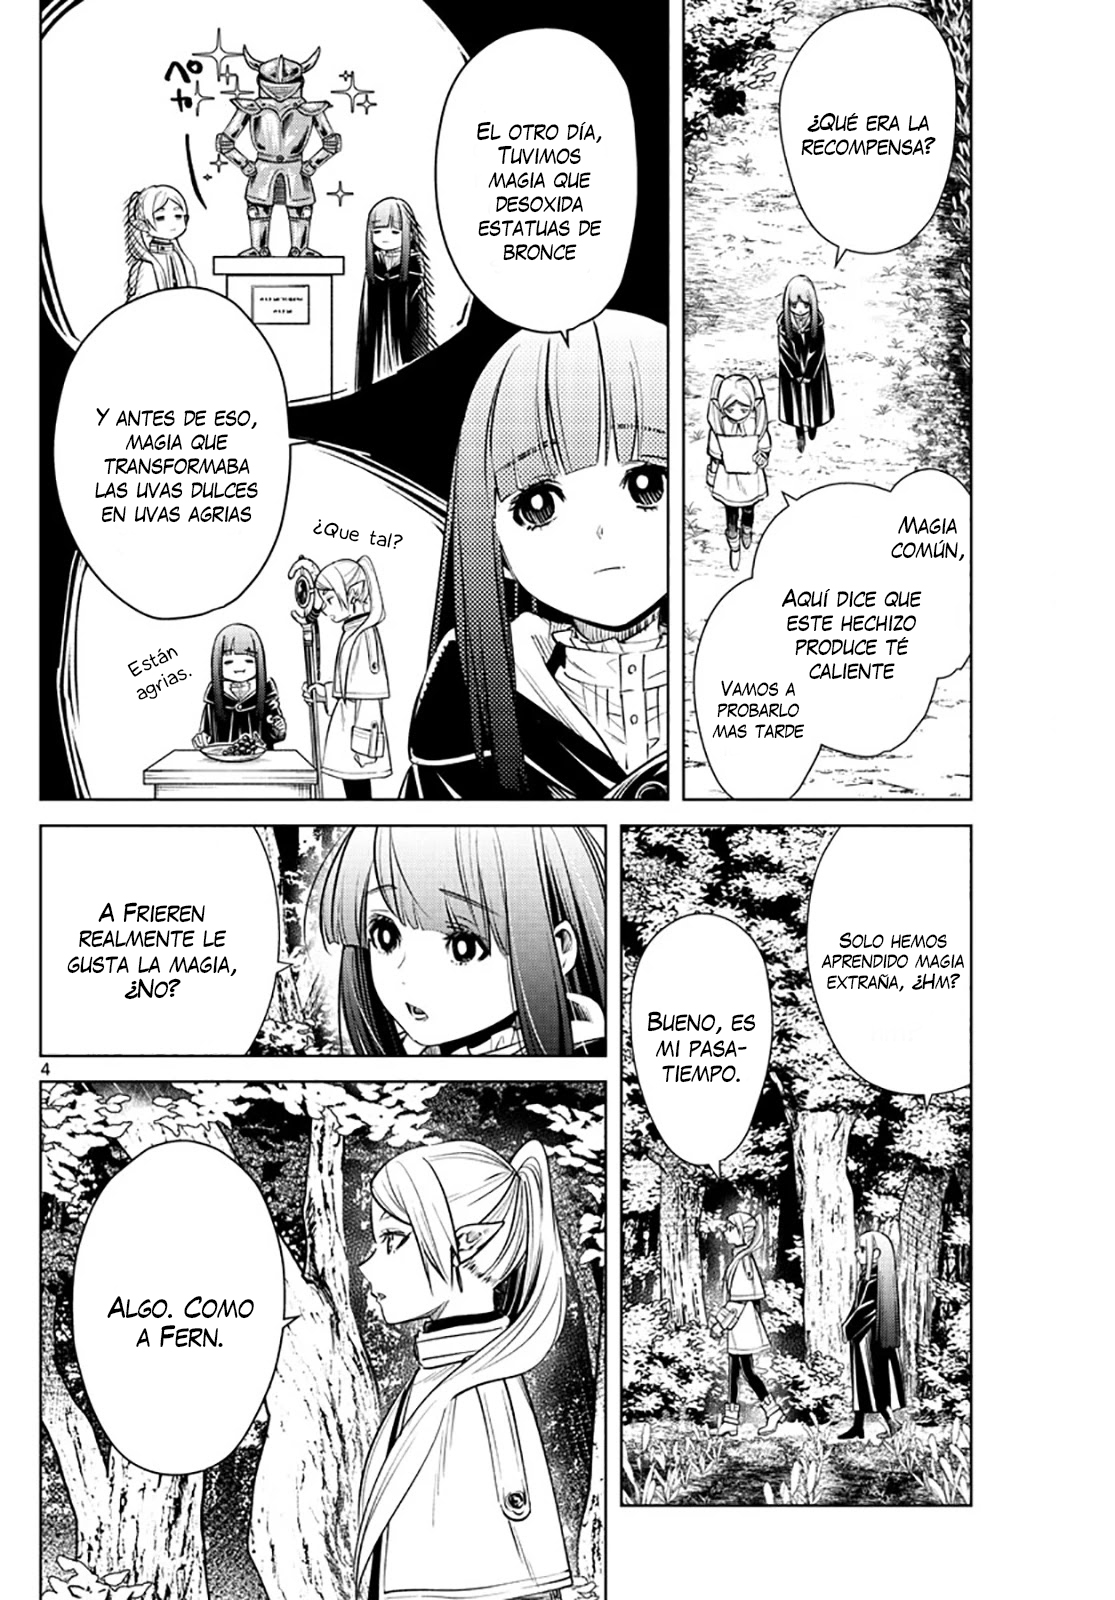 ¿QUÉ ERA LA
RECOMPENSA?
MAGIA
COMÚN,
AQUÍ DICE QUE
ESTE HECHIZO
PRODUCE TÉ
CALIENTE
VAMOS A
PROBARLO
MAS TARDE
EL OTRO DÍA,
TUVIMOS
MAGIA QUE
DESOXIDA
ESTATUAS DE
BRONCE
ペカー
Y ANTES DE ESO,
MAGIA QUE
TRANSFORMABA
LAS UVAS DULCES
EN UVAS AGRIAS
¿Que tal?
Están
agrias.
SOLO HEMOS
APRENDIDO MAGIA
EXTRAÑA, ¿HM?
BUENO, ES
MI PASA-
TIEMPO.
A FRIEREN
REALMENTE LE
GUSTA LA MAGIA,
¿NO?
4
ALGO. COMO
A FERN.